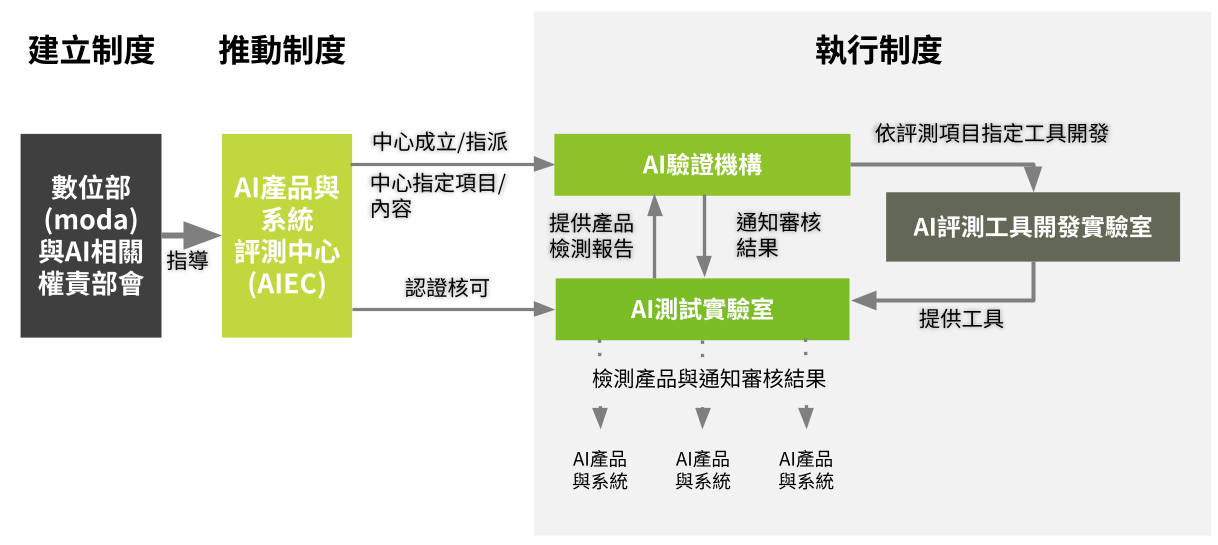 建立制度
推動制度
執行制度
數位部
(moda)
與AI相關
權責部會
指導
AI產品與
系統
評測中心
(AIEC)
中心成立/指派
中心指定項目/
內容
認證核可
AI驗證機構
依評測項目指定工具開發
AI評測工具開發實驗室
提供產品
檢測報告
通知審核
結果
AI測試實驗室
提供工具
檢測產品與通知審核結果
AI產品
與系統
AI產品
與系統
AI產品
與系統